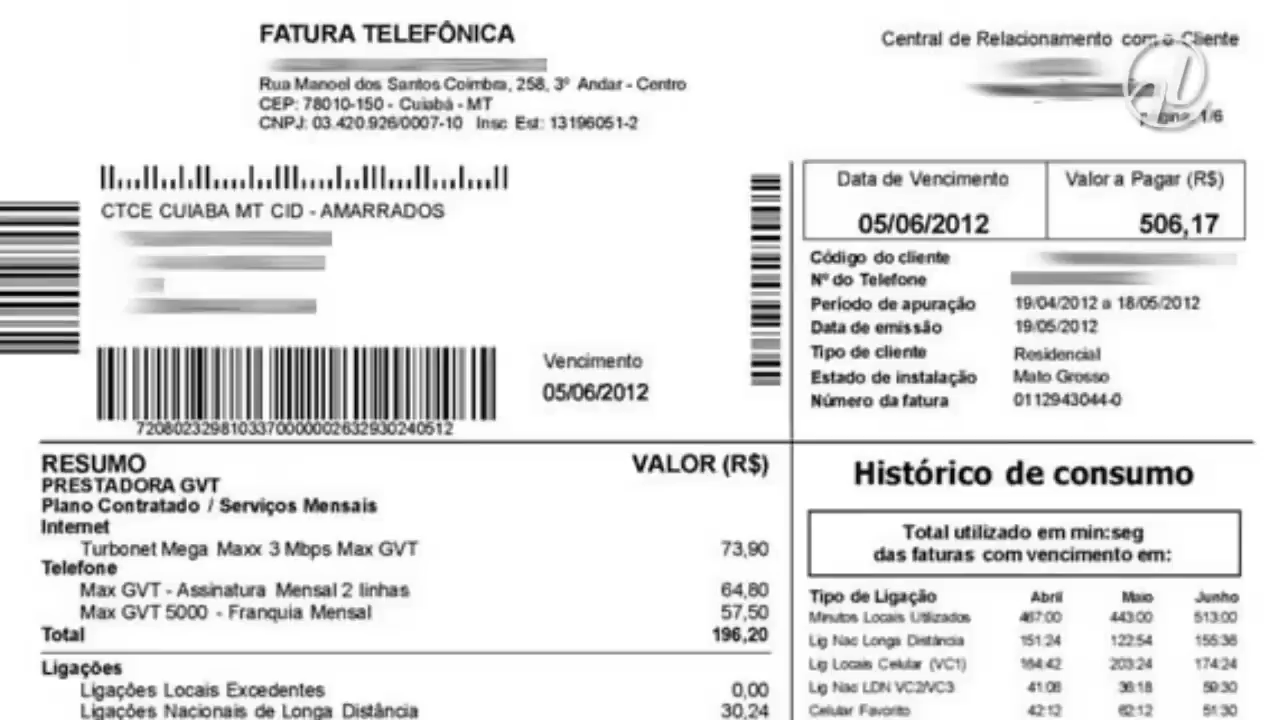 FATURA TELEFÔNICA
Rua Manoel dos Santos Coimbra, 258, 3º Andar - Centro
CEP: 78010-150 - Cuiabá - MT
CNPJ: 03.420.926/0007-10 Insc Est: 13196051-2
Central de Relacionamento com o Cliente
página: 1/6
CTCE CUIABA MT CID - AMARRADOS
Data de Vencimento Valor a Pagar (R$)
05/06/2012 506,17
Código do cliente
Nº do Telefone
Período de apuração 19/04/2012 a 18/05/2012
Data de emissão 19/05/2012
Tipo de cliente Residencial
Estado de instalação Mato Grosso
Número da fatura 0112943044-0
Vencimento
05/06/2012
72080232981033700000002632930240512
RESUMO VALOR (R$)
PRESTADORA GVT
Plano Contratado / Serviços Mensais
Internet
Turbonet Mega Maxx 3 Mbps Max GVT 73,90
Telefone
Max GVT - Assinatura Mensal 2 linhas 64,80
Max GVT 5000 - Franquia Mensal 57,50
Total 196,20
Ligações
Ligações Locais Excedentes 0,00
Ligações Nacionais de Longa Distância 30,24
Histórico de consumo
Total utilizado em min:seg
das faturas com vencimento em:
Tipo de Ligação Abril Maio Junho
Minutos Locais Utilizados 467:00 443:00 513:00
Lig Nac Longa Distância 151:24 122:54 155:36
Lig Locais Celular (VC1) 164:42 203:24 174:24
Lig Nac LDN VC2/VC3 41:06 36:18 59:30
Celular Favorito 42:12 62:12 51:30